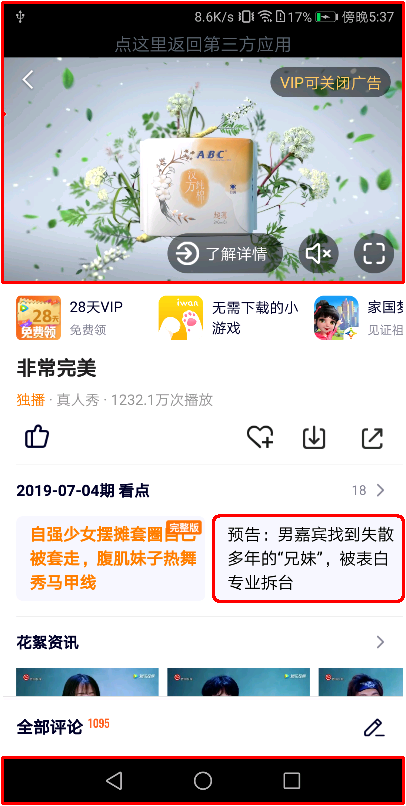 8.6K/s 17% 傍晚5:37
点这里返回第三方应用
VIP可关闭广告
ABC
了解详情
28天
免费领
28天VIP
免费领
iwan
无需下载的小
游戏
家国梦
见证祖
非常完美
独播 · 真人秀 · 1232.1万次播放
2019-07-04期 看点
18
自强少女摆摊套圈自己
完整版
被套走，腹肌妹子热舞
秀马甲线
预告：男嘉宾找到失散
多年的“兄妹”，被表白
专业拆台
花絮资讯
全部评论 1095